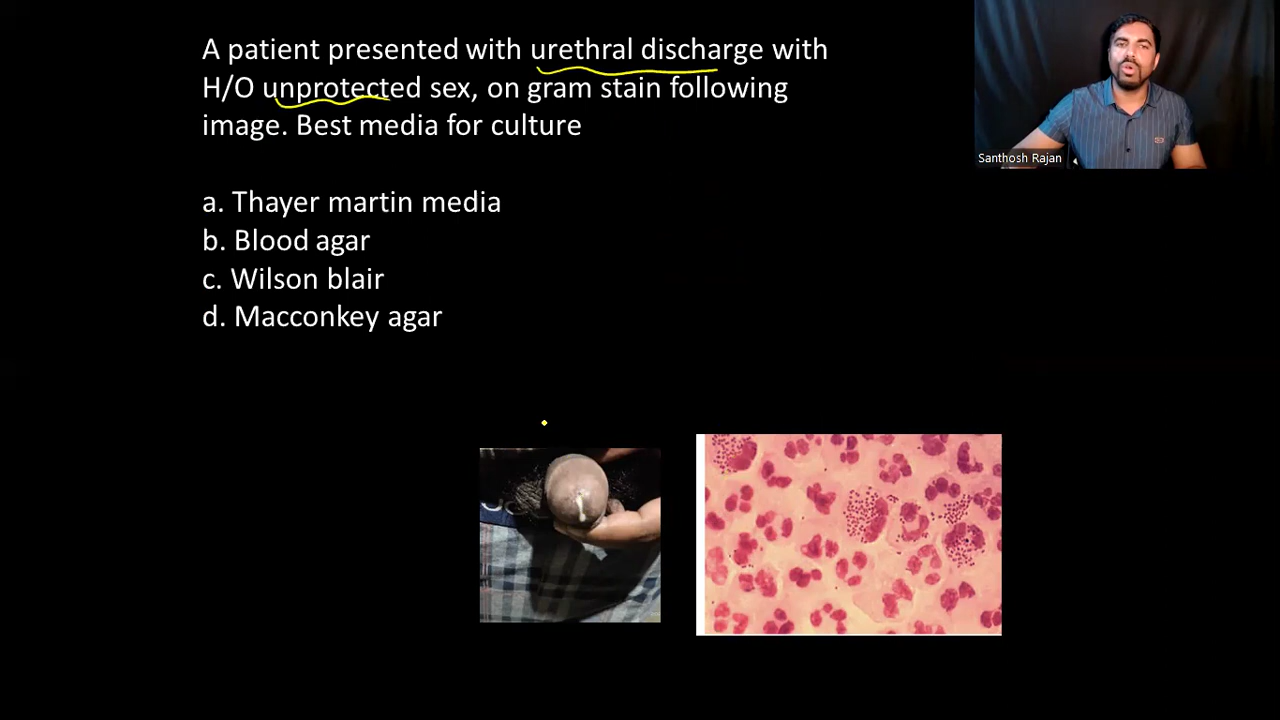 A patient presented with urethral discharge with
H/O unprotected sex, on gram stain following
image. Best media for culture
a. Thayer martin media
b. Blood agar
c. Wilson blair
d. Macconkey agar
Santhosh Rajan